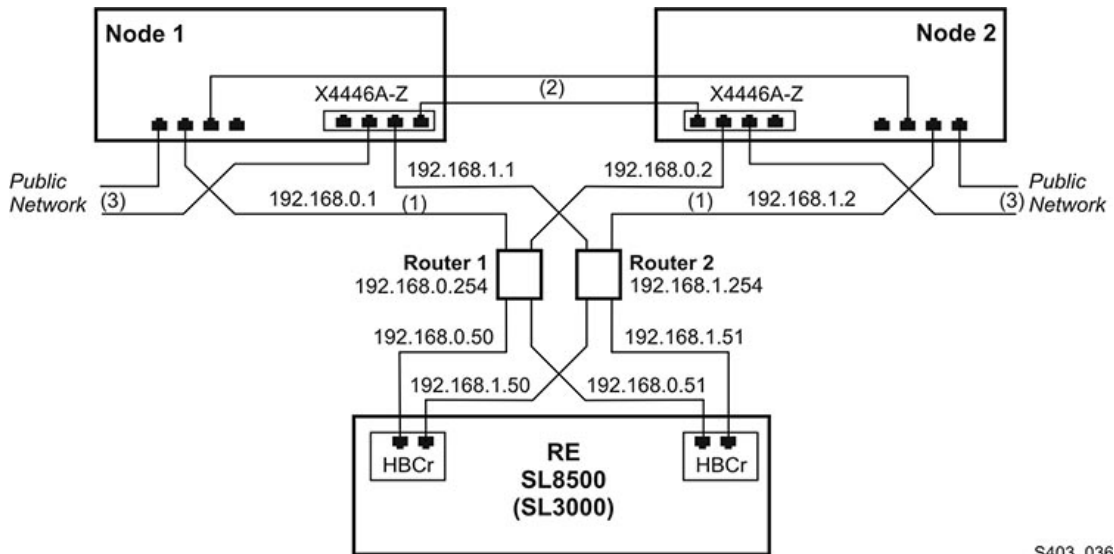 Node 1
Node 2
X4446A-Z
(2)
X4446A-Z
Public
Network
(3)
192.168.0.1
(1)
192.168.1.1
192.168.0.2
(1)
192.168.1.2
(3)
Public
Network
Router 1
192.168.0.254
Router 2
192.168.1.254
192.168.0.50
192.168.1.51
192.168.1.50
192.168.0.51
HBCr
RE
SL8500
(SL3000)
HBCr
S403_036